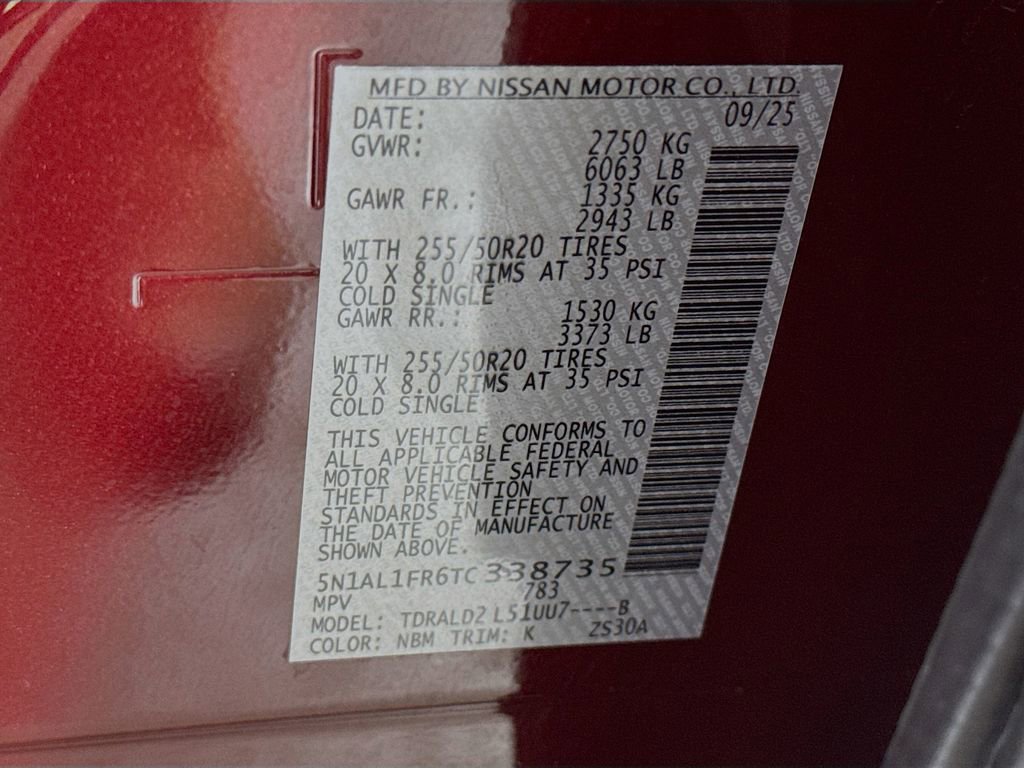 MFD BY NISSAN MOTOR CO., LTD.
DATE: 09/25
GVWR: 2750 KG
6063 LB
GAWR FR.: 1335 KG
2943 LB
WITH 255/50R20 TIRES
20 X 8.0 RIMS AT 35 PSI
COLD SINGLE
GAWR RR.: 1530 KG
3373 LB
WITH 255/50R20 TIRES
20 X 8.0 RIMS AT 35 PSI
COLD SINGLE
THIS VEHICLE CONFORMS TO
ALL APPLICABLE FEDERAL
MOTOR VEHICLE SAFETY AND
THEFT PREVENTION
STANDARDS IN EFFECT ON
THE DATE OF MANUFACTURE
SHOWN ABOVE.
5N1AL1FR6TC338735
MPV 783
MODEL: TDRALD2 L51UU7----B
COLOR: NBM TRIM: K ZS30A